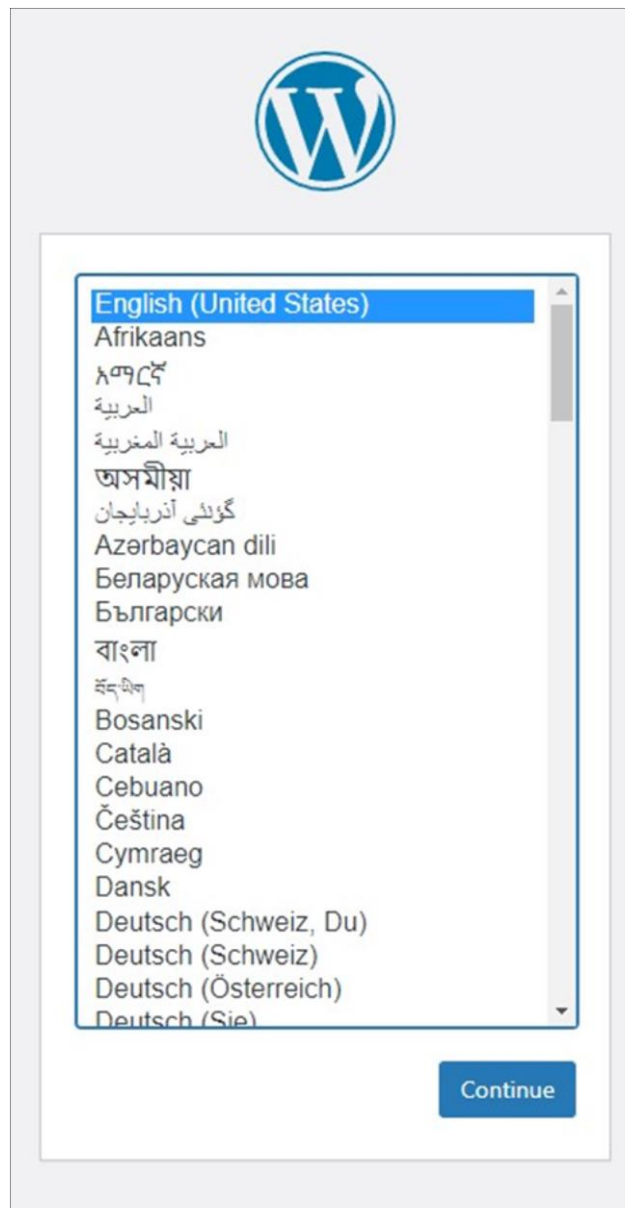 English (United States)
Afrikaans
አማርኛ
العربية
العربية المغربية
অসমীয়া
گؤنئی آذربایجان
Azərbaycan dili
Беларуская мова
Български
বাংলা
བོད་ཡིག
Bosanski
Català
Cebuano
Čeština
Cymraeg
Dansk
Deutsch (Schweiz, Du)
Deutsch (Schweiz)
Deutsch (Österreich)
Deutsch (Sie)
Continue